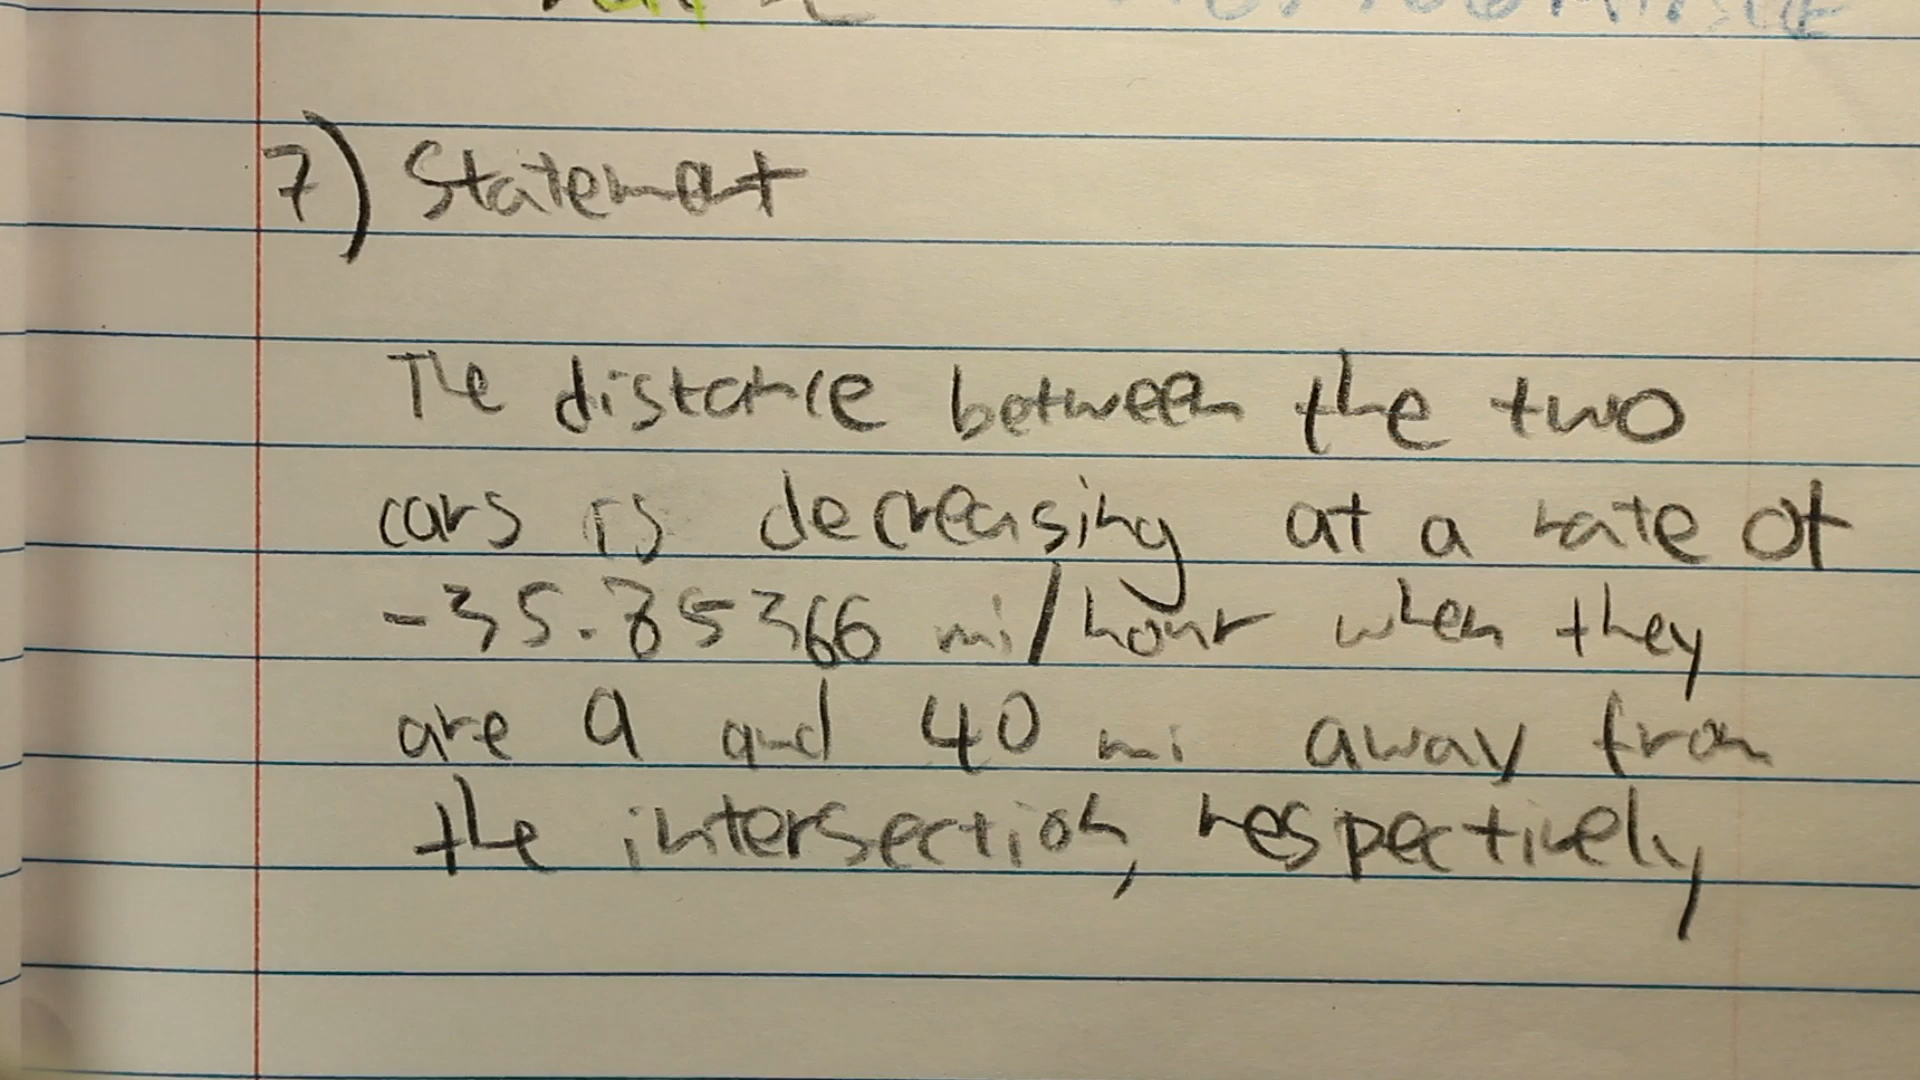 7) Statement
The distance between the two
cars is decreasing at a rate of
-35.85366 mi/hour when they
are 9 and 40 mi away from
the intersection, respectively